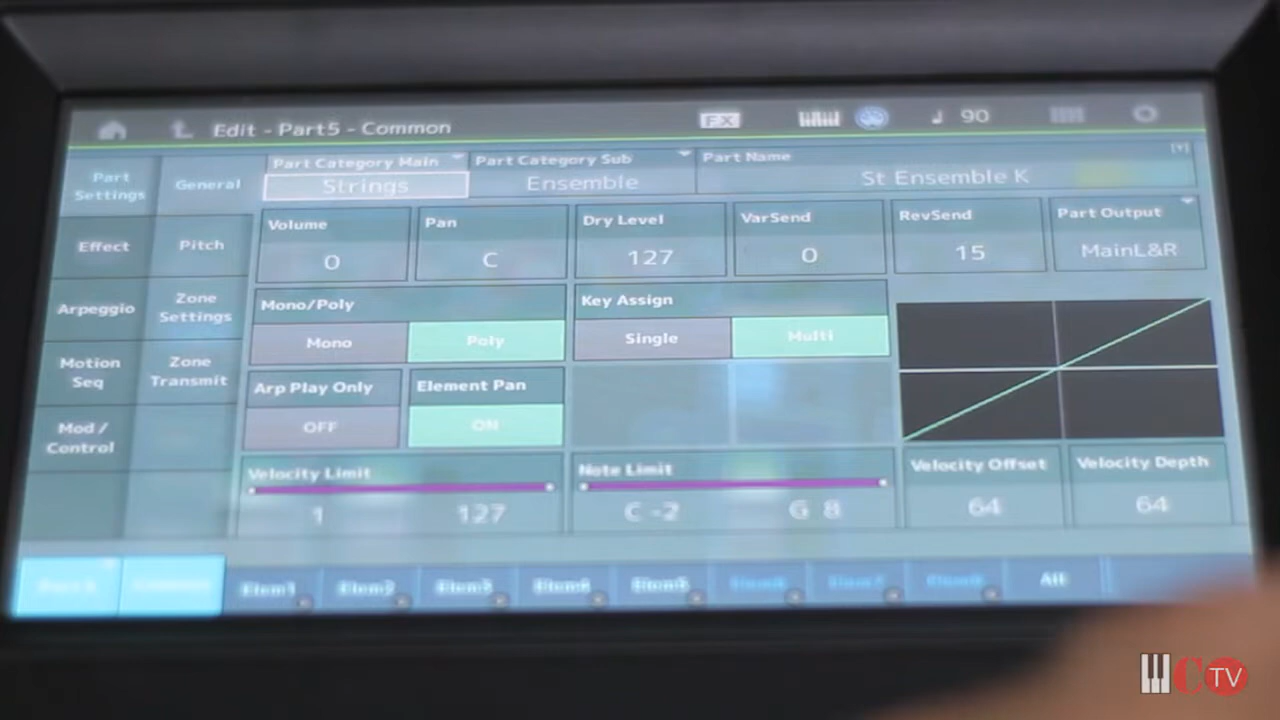 Edit - Part5 - Common
FX
90
Part Settings
General
Part Category Main
Strings
Part Category Sub
Ensemble
Part Name
St Ensemble K
Effect
Pitch
Volume
0
Pan
C
Dry Level
127
VarSend
0
RevSend
15
Part Output
MainL&R
Arpeggio
Zone Settings
Mono/Poly
Mono
Poly
Key Assign
Single
Multi
Motion Seq
Zone Transmit
Arp Play Only
OFF
Element Pan
ON
Mod / Control
Velocity Limit
1
127
Note Limit
C -2
G 8
Velocity Offset
64
Velocity Depth
64
Elem1
Elem2
Elem3
Elem4
Elem5
Elem6
Elem7
Elem8
All
C TV